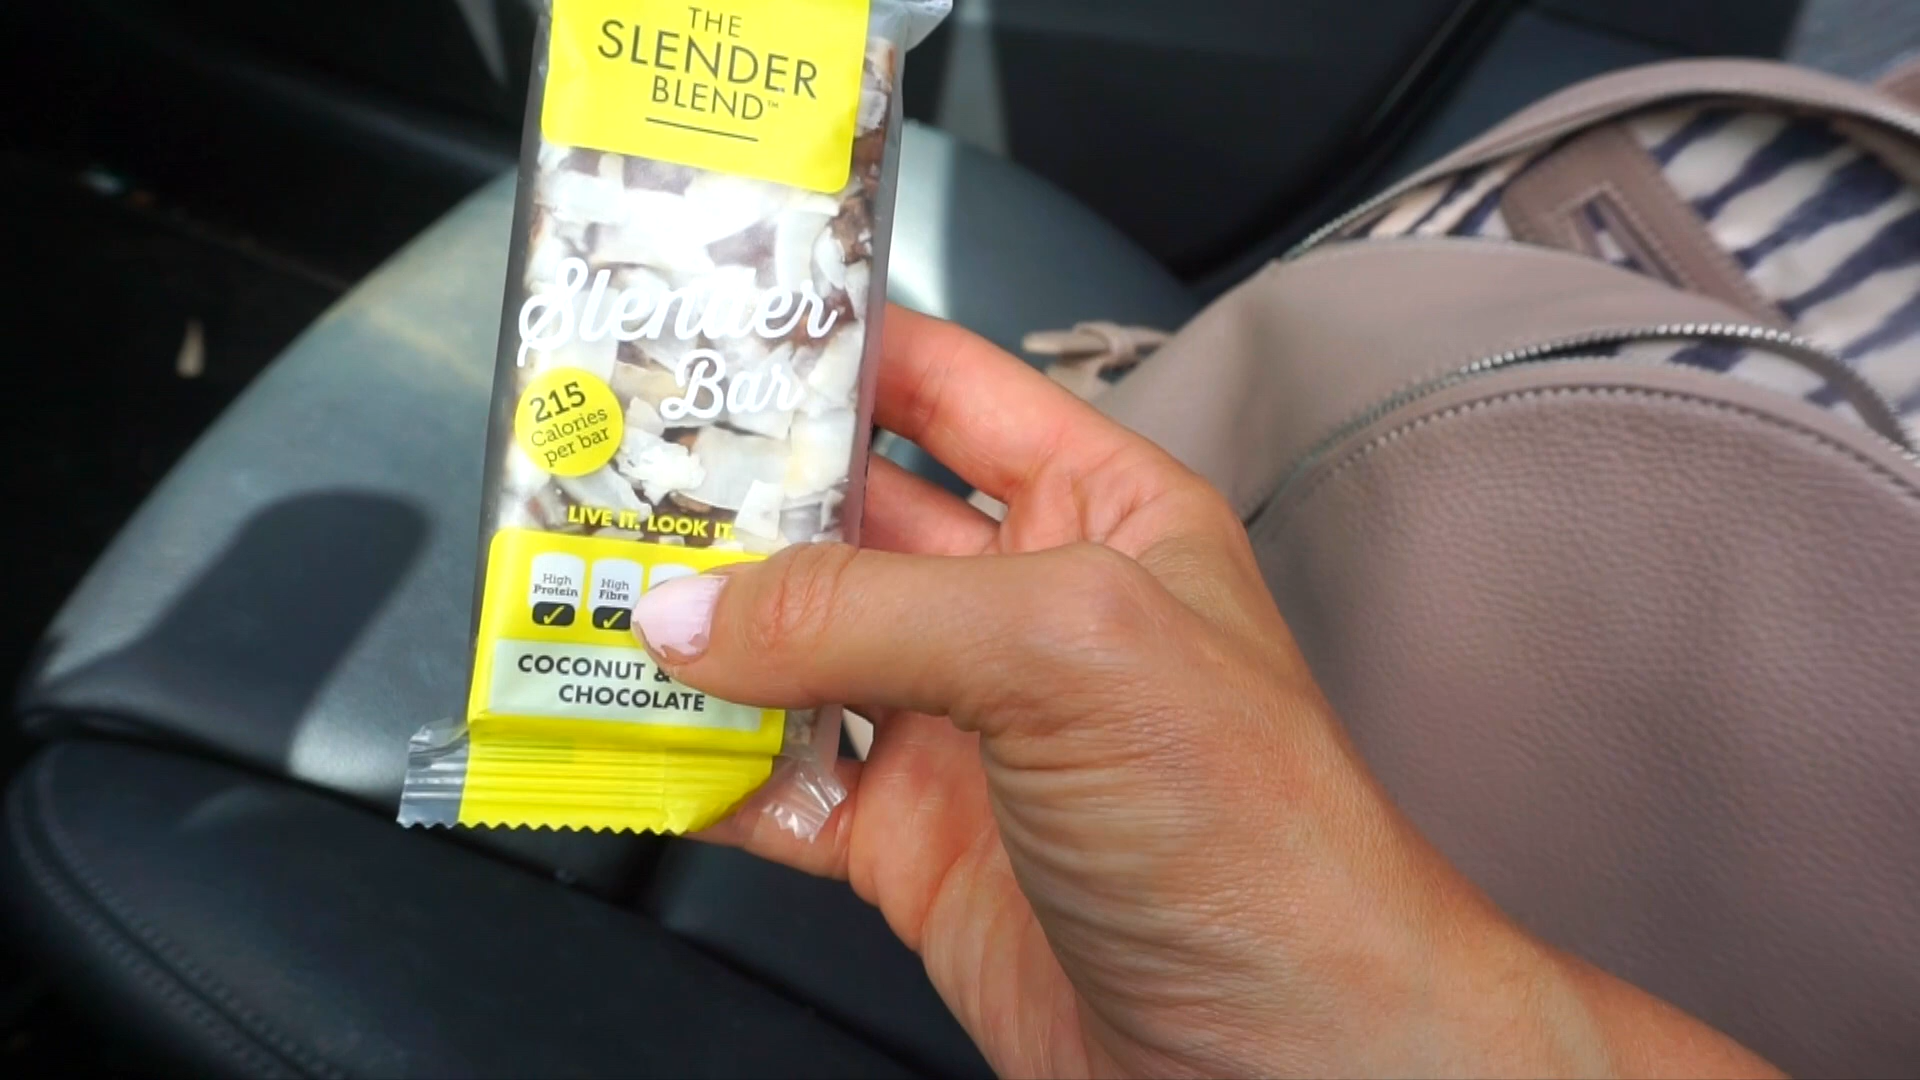 THE
SLENDER
BLEND™
Slender
Bar
215
Calories
per bar
LIVE IT. LOOK IT.
High
Protein
High
Fibre
COCONUT &
CHOCOLATE